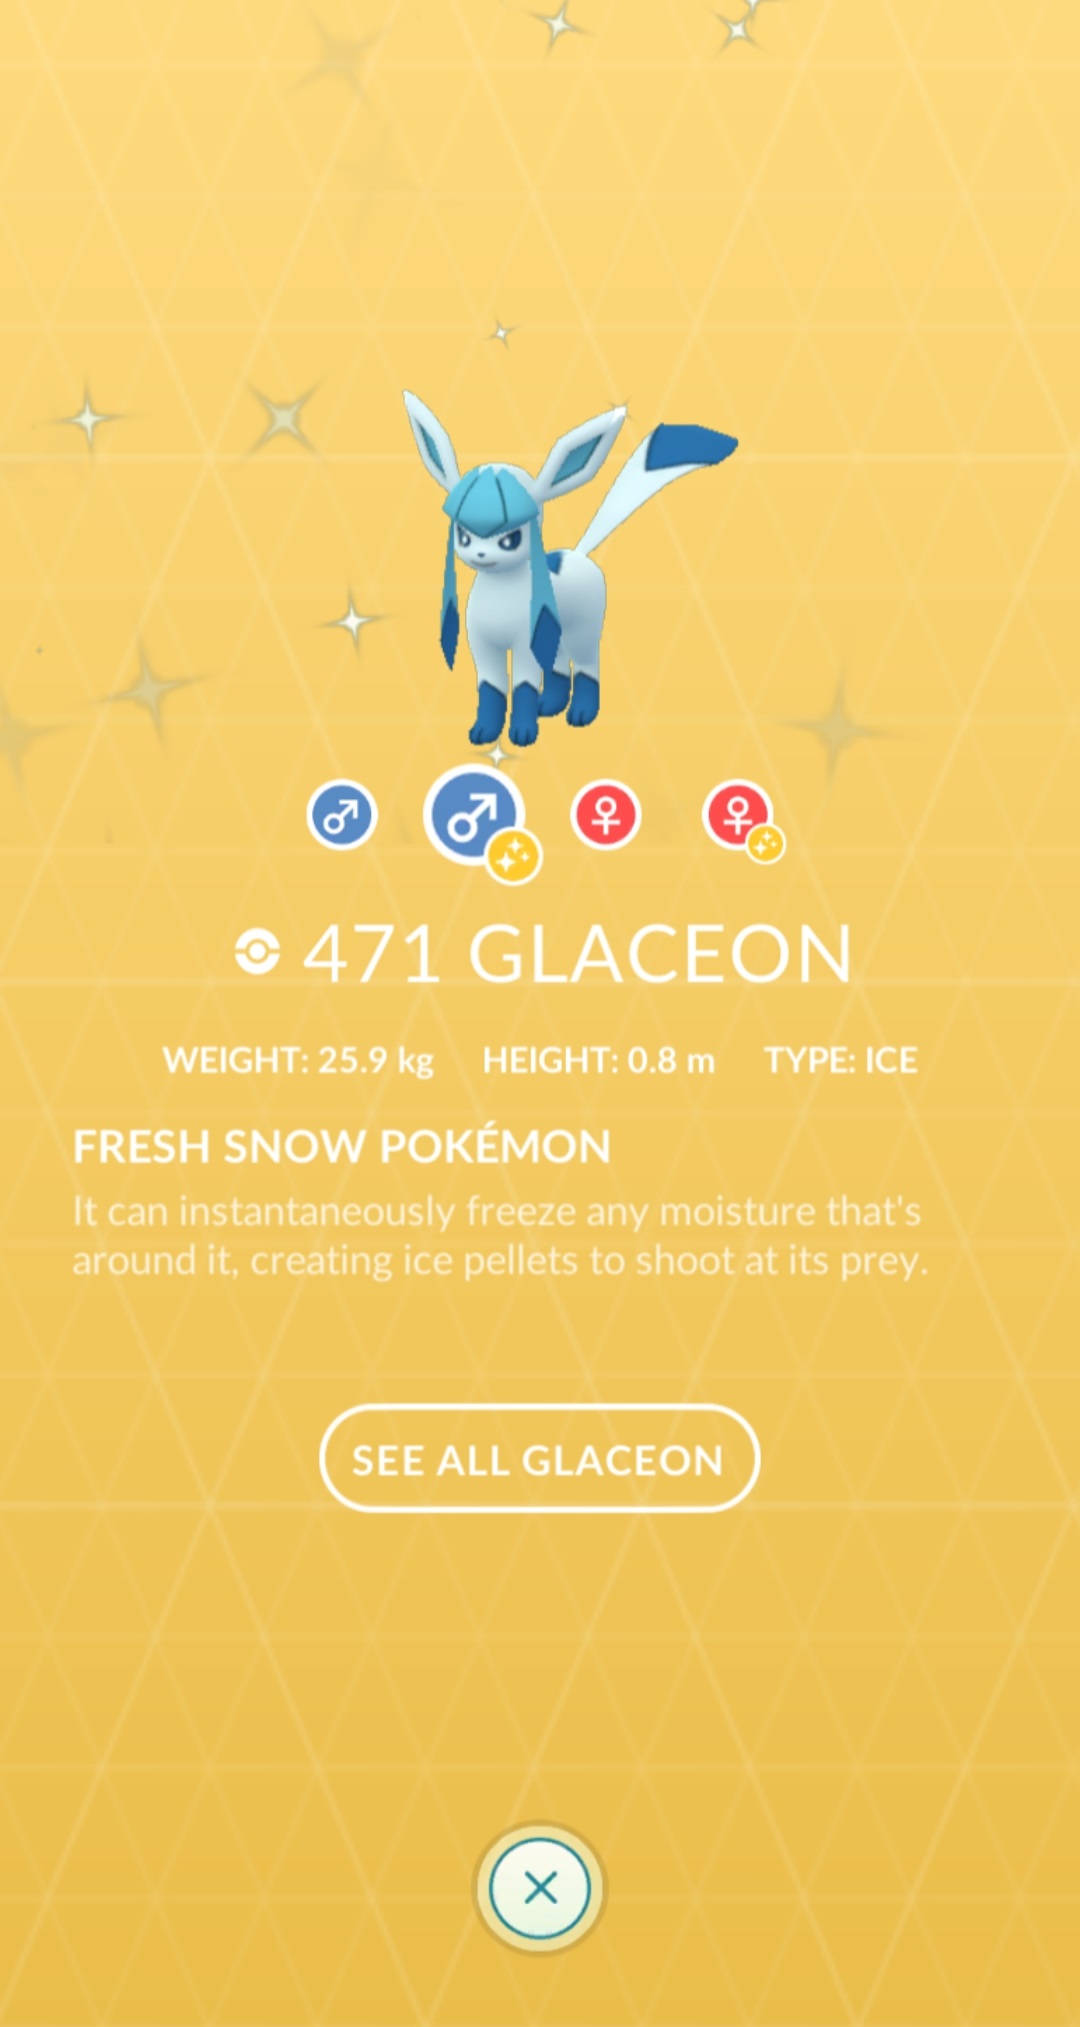 471 GLACEON
WEIGHT: 25.9 kg HEIGHT: 0.8 m TYPE: ICE
FRESH SNOW POKÉMON
It can instantaneously freeze any moisture that's
around it, creating ice pellets to shoot at its prey.
SEE ALL GLACEON